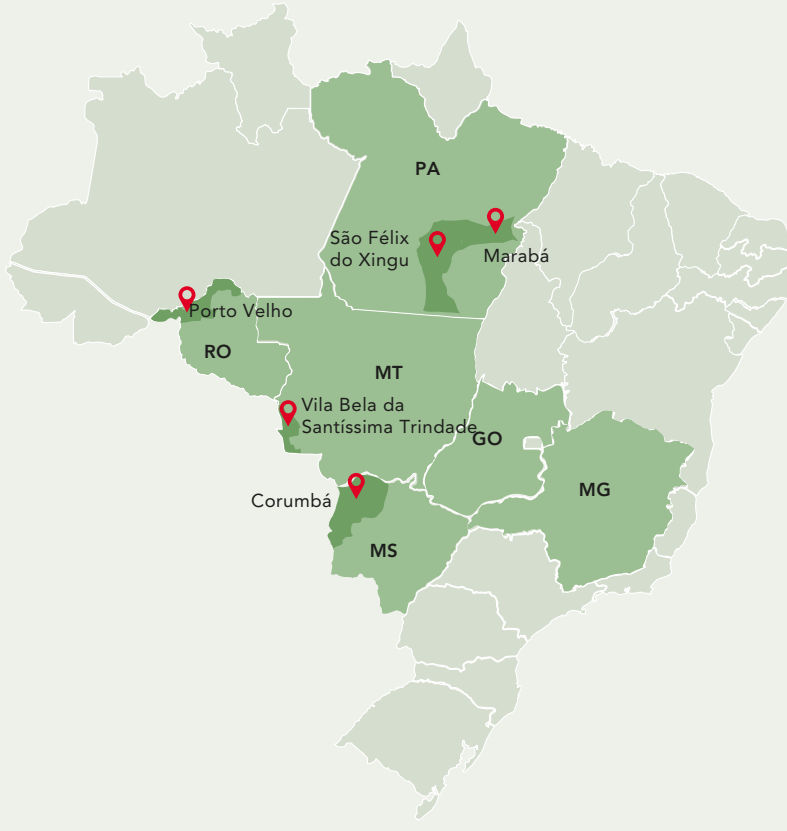 PA
São Félix
do Xingu
Marabá
Porto Velho
RO
MT
Vila Bela da
Santíssima Trindade
GO
MG
Corumbá
MS